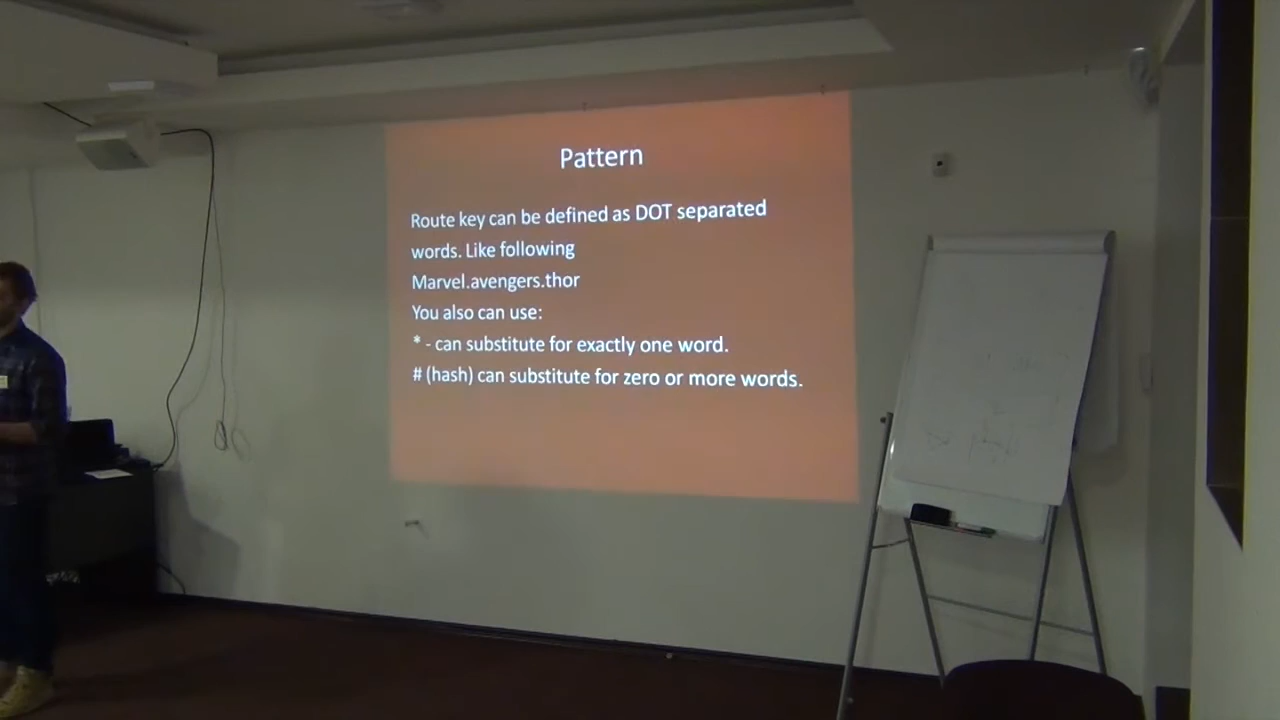 Pattern
Route key can be defined as DOT separated
words. Like following
Marvel.avengers.thor
You also can use:
* - can substitute for exactly one word.
# (hash) can substitute for zero or more words.